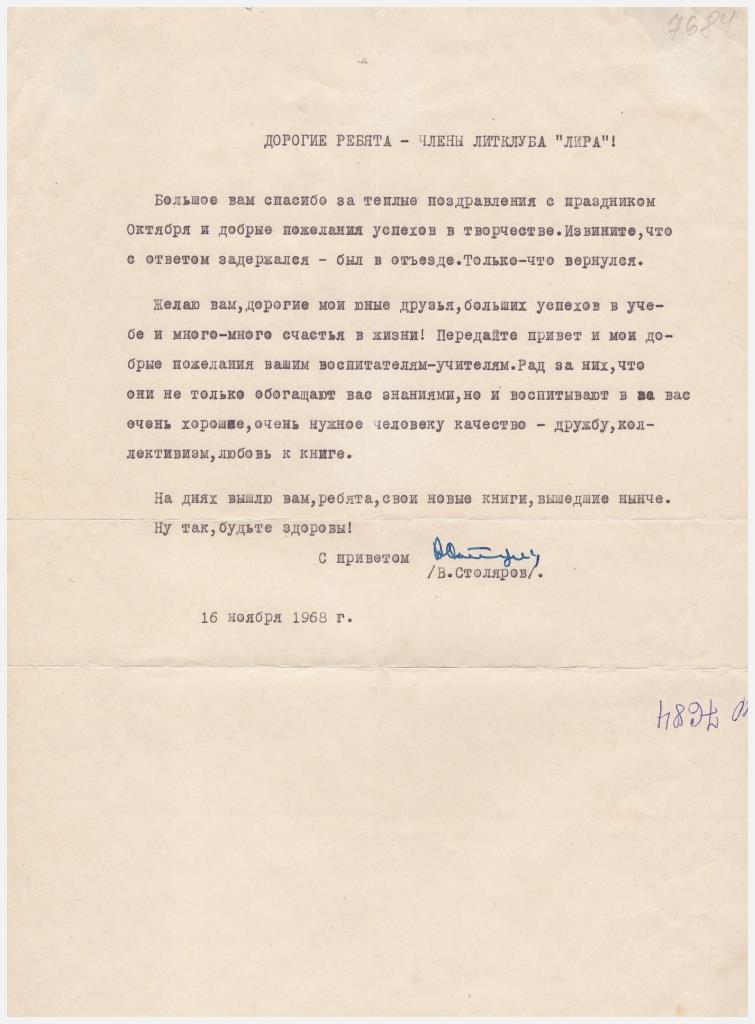 7684
ДОРОГИЕ РЕБЯТА - ЧЛЕНЫ ЛИТКЛУБА "ЛИРА"!
Большое вам спасибо за теплые поздравления с праздником
Октября и добрые пожелания успехов в творчестве.Извините,что
с ответом задержался - был в отъезде.Только-что вернулся.
Желаю вам,дорогие мои юные друзья,больших успехов в уче-
бе и много-много счастья в жизни! Передайте привет и мои до-
брые пожелания вашим воспитателям-учителям.Рад за них,что
они не только обогащают вас знаниями,но и воспитывают в вас
очень хорошие,очень нужное человеку качество - дружбу,кол-
лективизм,любовь к книге.
На днях вышлю вам,ребята,свои новые книги,вышедшие нынче.
Ну так,будьте здоровы!
С приветом
/В.Столяров/.
16 ноября 1968 г.
7684